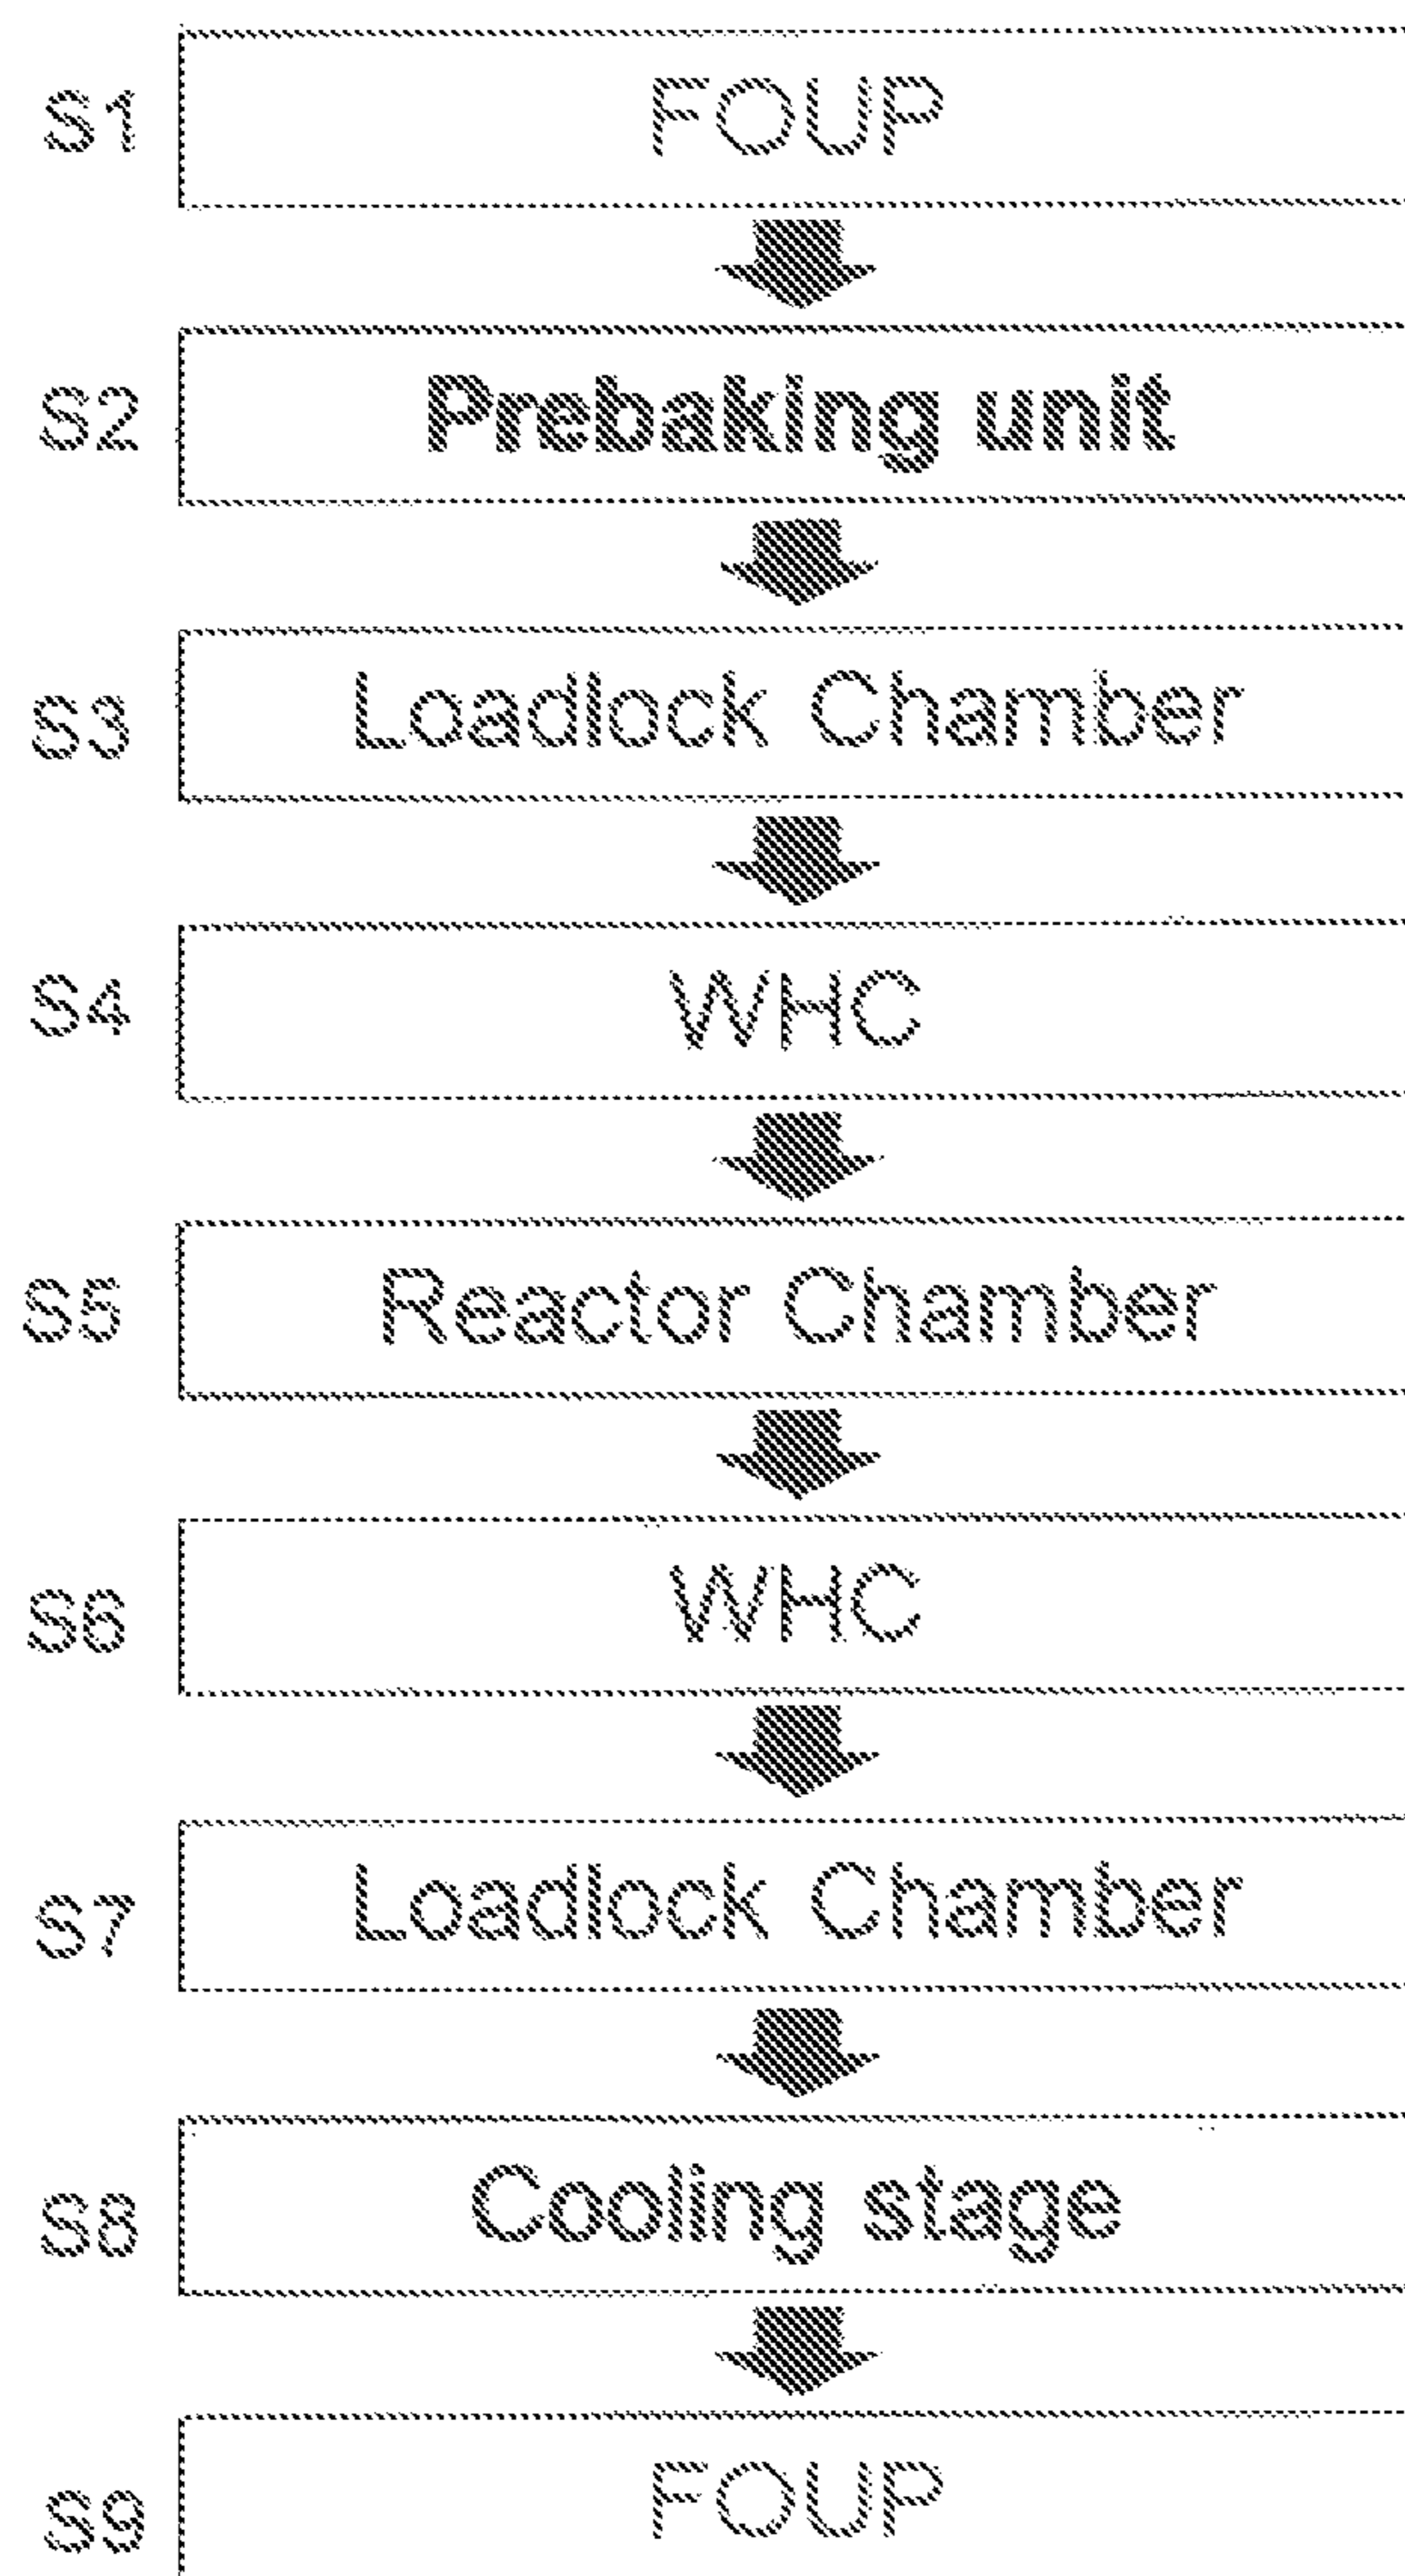 S1 FOUP
S2 Prebaking unit
S3 Loadlock Chamber
S4 WHC
S5 Reactor Chamber
S6 WHC
S7 Loadlock Chamber
S8 Cooling stage
S9 FOUP